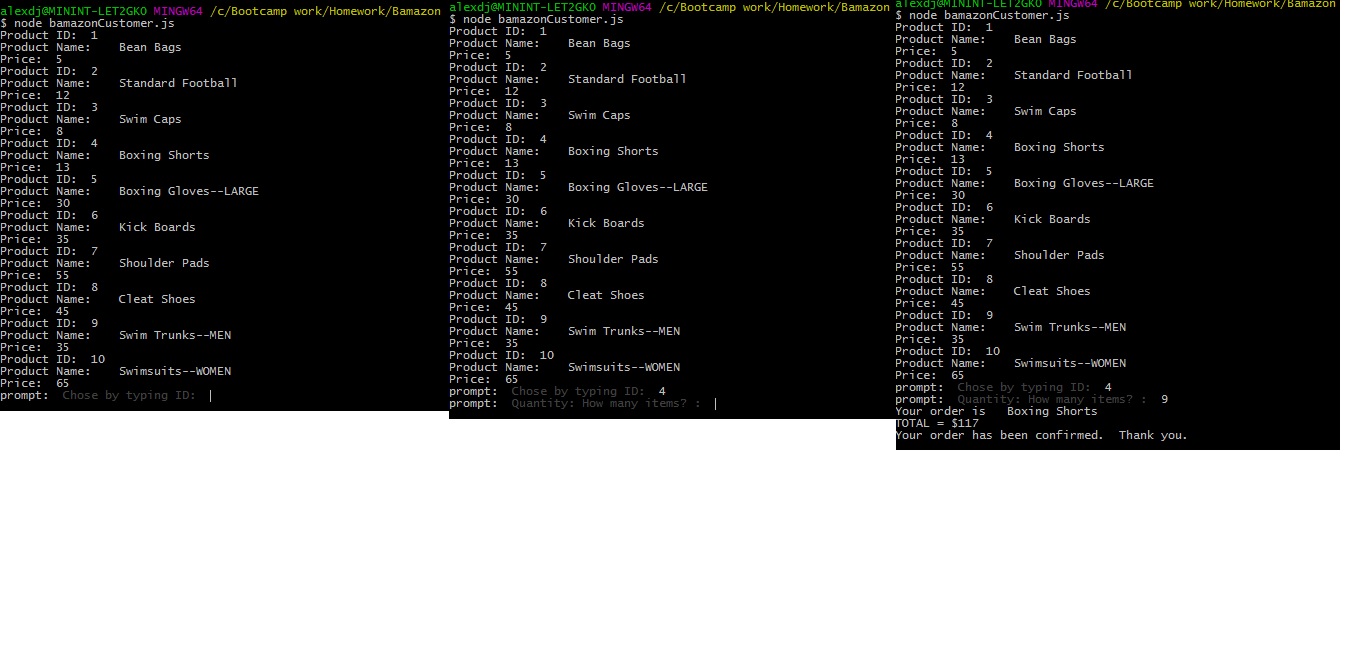 alexdj@MININT-LET2GKO MINGW64 /c/Bootcamp work/Homework/Bamazon
$ node bamazonCustomer.js
Product ID: 1
Product Name: Bean Bags
Price: 5
Product ID: 2
Product Name: Standard Football
Price: 12
Product ID: 3
Product Name: Swim Caps
Price: 8
Product ID: 4
Product Name: Boxing Shorts
Price: 13
Product ID: 5
Product Name: Boxing Gloves--LARGE
Price: 30
Product ID: 6
Product Name: Kick Boards
Price: 35
Product ID: 7
Product Name: Shoulder Pads
Price: 55
Product ID: 8
Product Name: Cleat Shoes
Price: 45
Product ID: 9
Product Name: Swim Trunks--MEN
Price: 35
Product ID: 10
Product Name: Swimsuits--WOMEN
Price: 65
prompt: Chose by typing ID:
alexdj@MININT-LET2GKO MINGW64 /c/Bootcamp work/Homework/Bamazon
$ node bamazonCustomer.js
Product ID: 1
Product Name: Bean Bags
Price: 5
Product ID: 2
Product Name: Standard Football
Price: 12
Product ID: 3
Product Name: Swim Caps
Price: 8
Product ID: 4
Product Name: Boxing Shorts
Price: 13
Product ID: 5
Product Name: Boxing Gloves--LARGE
Price: 30
Product ID: 6
Product Name: Kick Boards
Price: 35
Product ID: 7
Product Name: Shoulder Pads
Price: 55
Product ID: 8
Product Name: Cleat Shoes
Price: 45
Product ID: 9
Product Name: Swim Trunks--MEN
Price: 35
Product ID: 10
Product Name: Swimsuits--WOMEN
Price: 65
prompt: Chose by typing ID: 4
prompt: Quantity: How many items? :
alexdj@MININT-LET2GKO MINGW64 /c/Bootcamp work/Homework/Bamazon
$ node bamazonCustomer.js
Product ID: 1
Product Name: Bean Bags
Price: 5
Product ID: 2
Product Name: Standard Football
Price: 12
Product ID: 3
Product Name: Swim Caps
Price: 8
Product ID: 4
Product Name: Boxing Shorts
Price: 13
Product ID: 5
Product Name: Boxing Gloves--LARGE
Price: 30
Product ID: 6
Product Name: Kick Boards
Price: 35
Product ID: 7
Product Name: Shoulder Pads
Price: 55
Product ID: 8
Product Name: Cleat Shoes
Price: 45
Product ID: 9
Product Name: Swim Trunks--MEN
Price: 35
Product ID: 10
Product Name: Swimsuits--WOMEN
Price: 65
prompt: Chose by typing ID: 4
prompt: Quantity: How many items? : 9
Your order is Boxing Shorts
TOTAL = $117
Your order has been confirmed. Thank you.